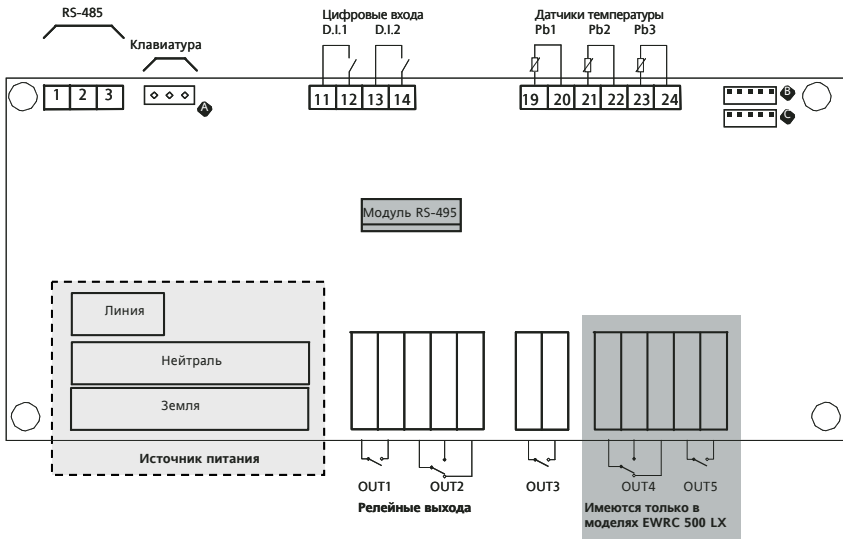 RS-485
Клавиатура
Цифровые входа
D.I.1 D.I.2
Датчики температуры
Pb1 Pb2 Pb3
1 2 3
A
11 12 13 14
19 20 21 22 23 24
B
C
Модуль RS-495
Линия
Нейтраль
Земля
Источник питания
OUT1 OUT2 OUT3 OUT4 OUT5
Релейные выхода
Имеются только в
моделях EWRC 500 LX